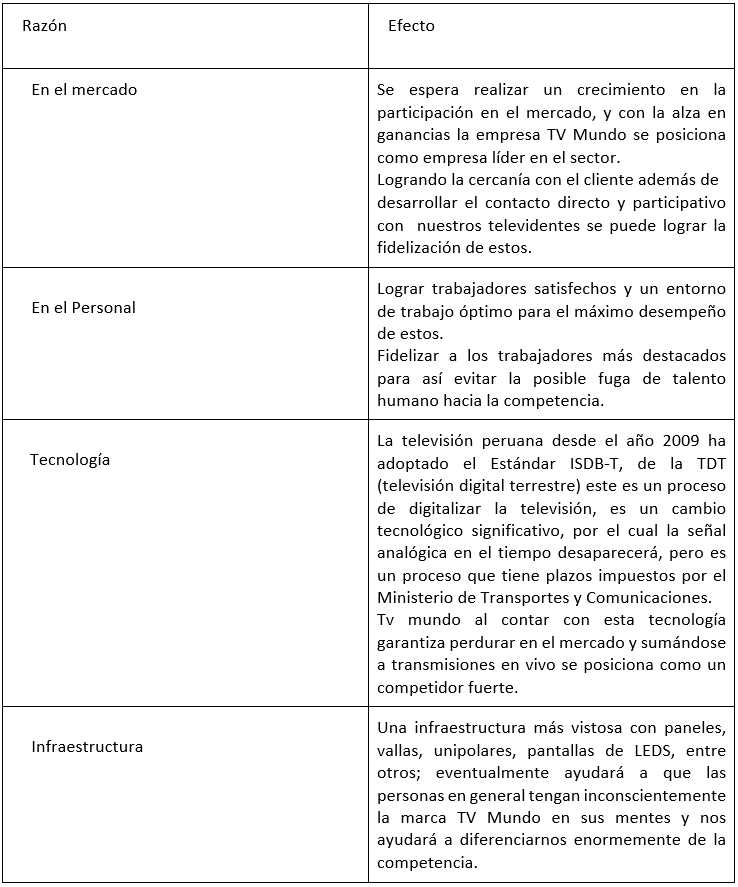 Razón
Efecto
En el mercado
Se espera realizar un crecimiento en la
participación en el mercado, y con la alza en
ganancias la empresa TV Mundo se posiciona
como empresa líder en el sector.
Logrando la cercanía con el cliente además de
desarrollar el contacto directo y participativo
con nuestros televidentes se puede lograr la
fidelización de estos.
En el Personal
Lograr trabajadores satisfechos y un entorno
de trabajo óptimo para el máximo desempeño
de estos.
Fidelizar a los trabajadores más destacados
para así evitar la posible fuga de talento
humano hacia la competencia.
Tecnología
La televisión peruana desde el año 2009 ha
adoptado el Estándar ISDB-T, de la TDT
(televisión digital terrestre) este es un proceso
de digitalizar la televisión, es un cambio
tecnológico significativo, por el cual la señal
analógica en el tiempo desaparecerá, pero es
un proceso que tiene plazos impuestos por el
Ministerio de Transportes y Comunicaciones.
Tv mundo al contar con esta tecnología
garantiza perdurar en el mercado y sumándose
a transmisiones en vivo se posiciona como un
competidor fuerte.
Infraestructura
Una infraestructura más vistosa con paneles,
vallas, unipolares, pantallas de LEDS, entre
otros; eventualmente ayudará a que las
personas en general tengan inconscientemente
la marca TV Mundo en sus mentes y nos
ayudará a diferenciarnos enormemente de la
competencia.